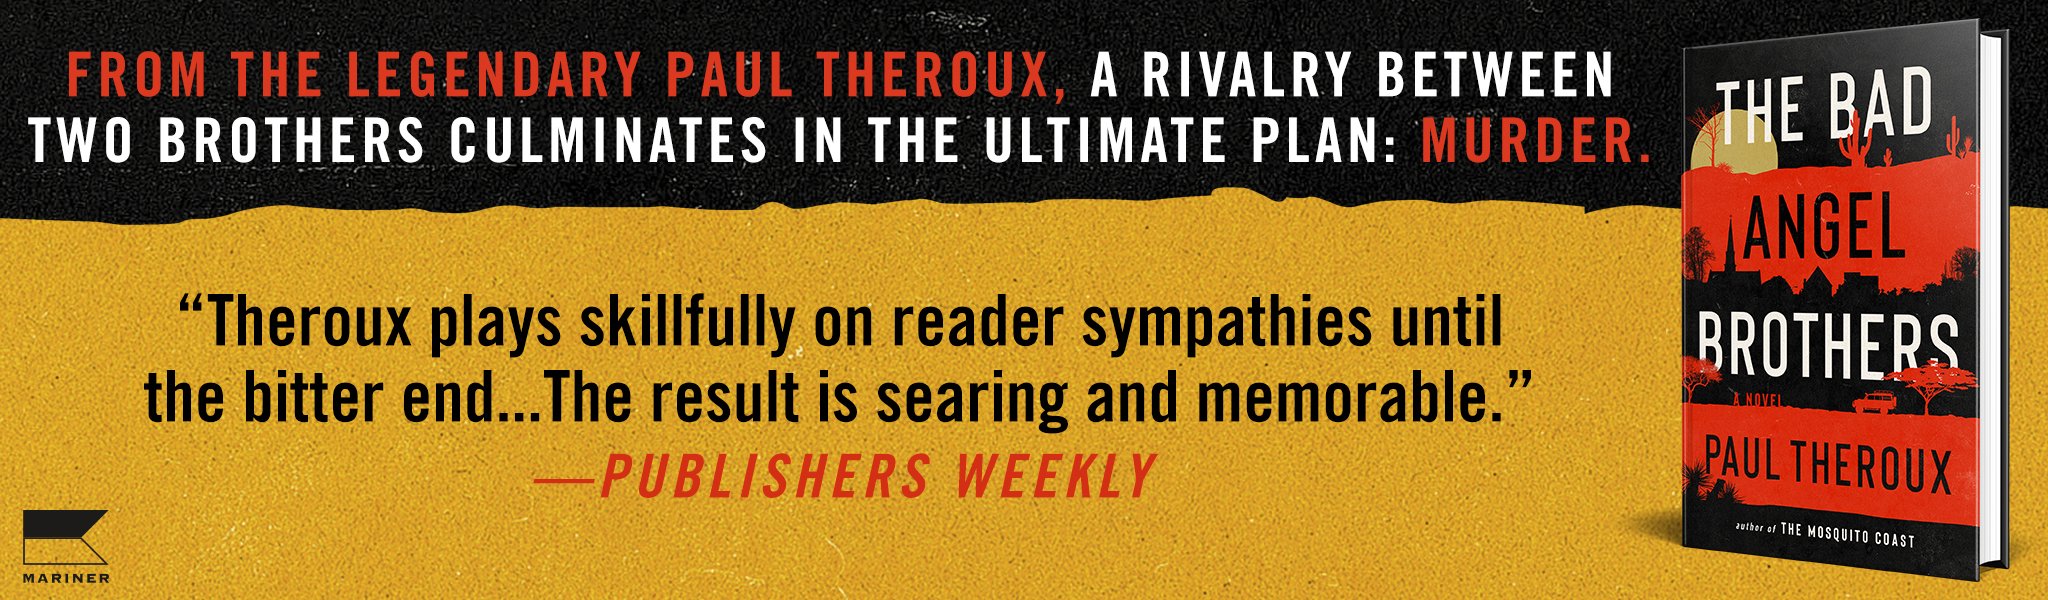 FROM THE LEGENDARY PAUL THEROUX, A RIVALRY BETWEEN
TWO BROTHERS CULMINATES IN THE ULTIMATE PLAN: MURDER.
“Theroux plays skillfully on reader sympathies until
the bitter end...The result is searing and memorable.”
—PUBLISHERS WEEKLY
MARINER
THE BAD
ANGEL
BROTHERS
A NOVEL
PAUL THEROUX
author of THE MOSQUITO COAST